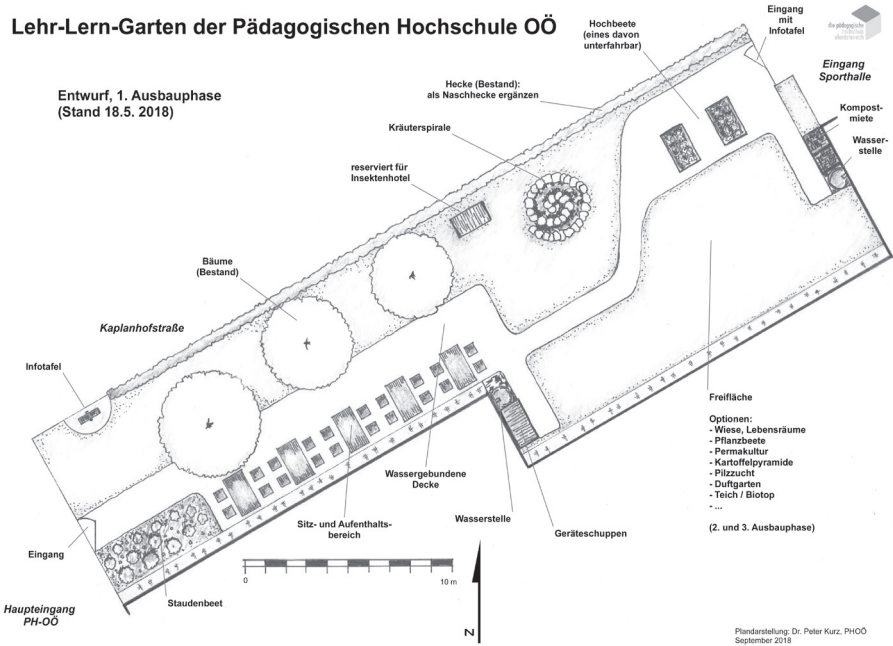 Lehr-Lern-Garten der Pädagogischen Hochschule OÖ
Entwurf, 1. Ausbauphase
(Stand 18.5. 2018)
Hochbeete
(eines davon
unterfahrbar)
Eingang
mit
Infotafel
die pädagogische
hochschule
oberösterreich
Eingang
Sporthalle
Hecke (Bestand):
als Naschhecke ergänzen
Kompost-
miete
Kräuterspirale
Wasser-
stelle
reserviert für
Insektenhotel
Bäume
(Bestand)
Kaplanhofstraße
Infotafel
Freifläche
Optionen:
- Wiese, Lebensräume
- Pflanzbeete
- Permakultur
- Kartoffelpyramide
- Pilzzucht
- Duftgarten
- Teich / Biotop
- ...
(2. und 3. Ausbauphase)
Wassergebundene
Decke
Wasserstelle
Sitz- und Aufenthalts-
bereich
Geräteschuppen
Eingang
0
10 m
Staudenbeet
Haupteingang
PH-OÖ
N
Plandarstellung: Dr. Peter Kurz, PHOÖ
September 2018